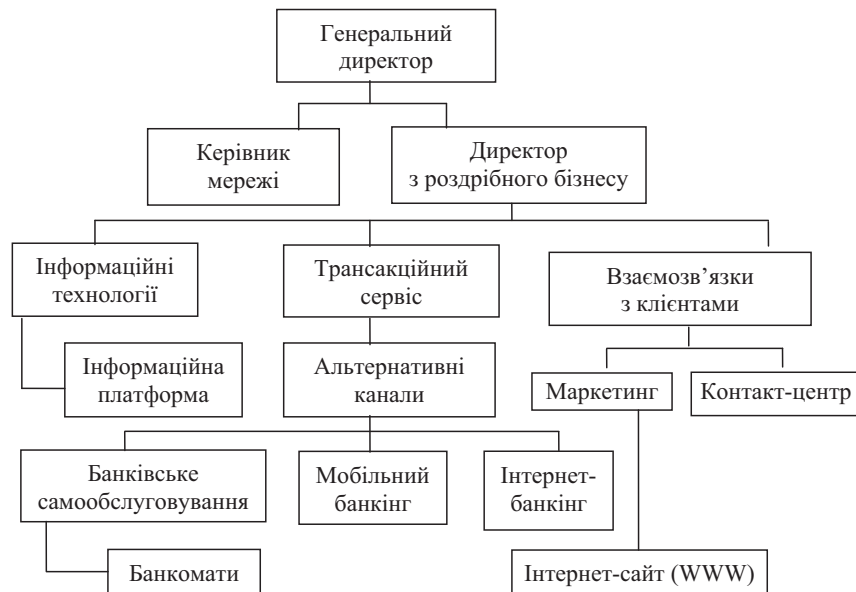 Генеральний
директор
Керівник
мережі
Директор
з роздрібного бізнесу
Інформаційні
технології
Трансакційний
сервіс
Взаємозв’язки
з клієнтами
Інформаційна
платформа
Альтернативні
канали
Маркетинг
Контакт-центр
Банківське
самообслуговування
Мобільний
банкінг
Інтернет-
банкінг
Банкомати
Інтернет-сайт (WWW)